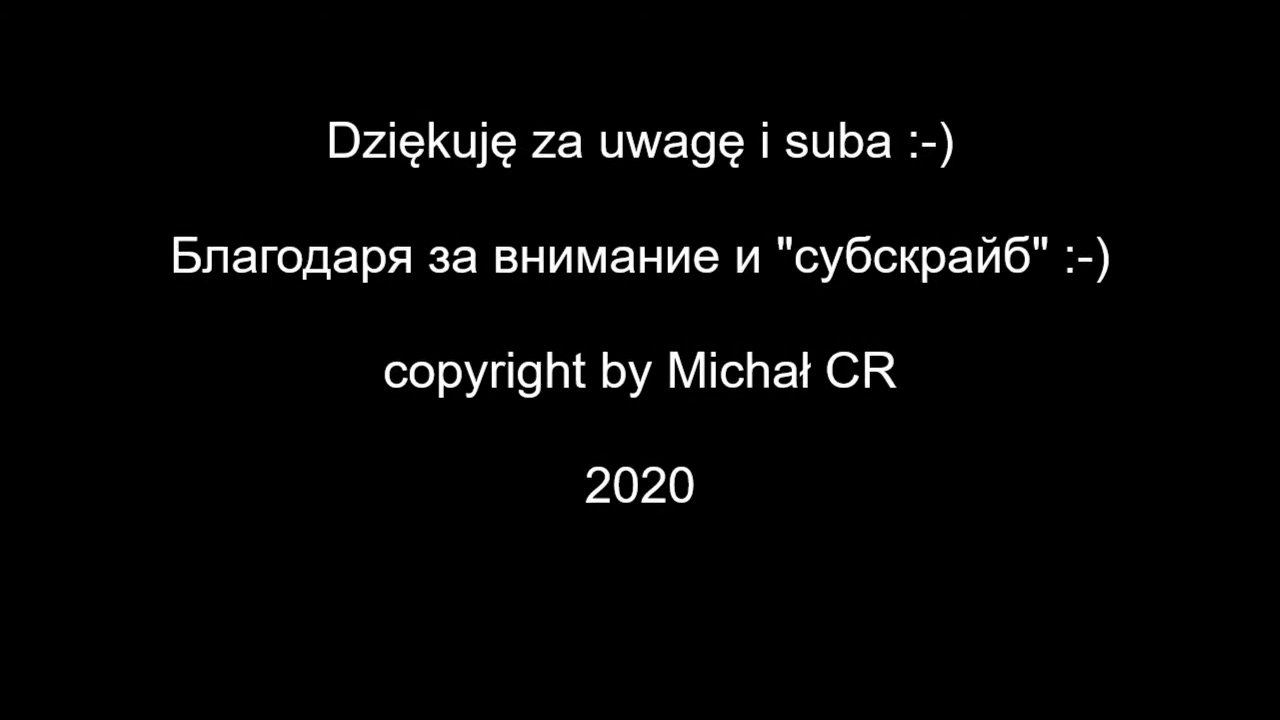 Dziękuję za uwagę i suba :-)
Благодаря за внимание и "субскрайб" :-)
copyright by Michał CR
2020